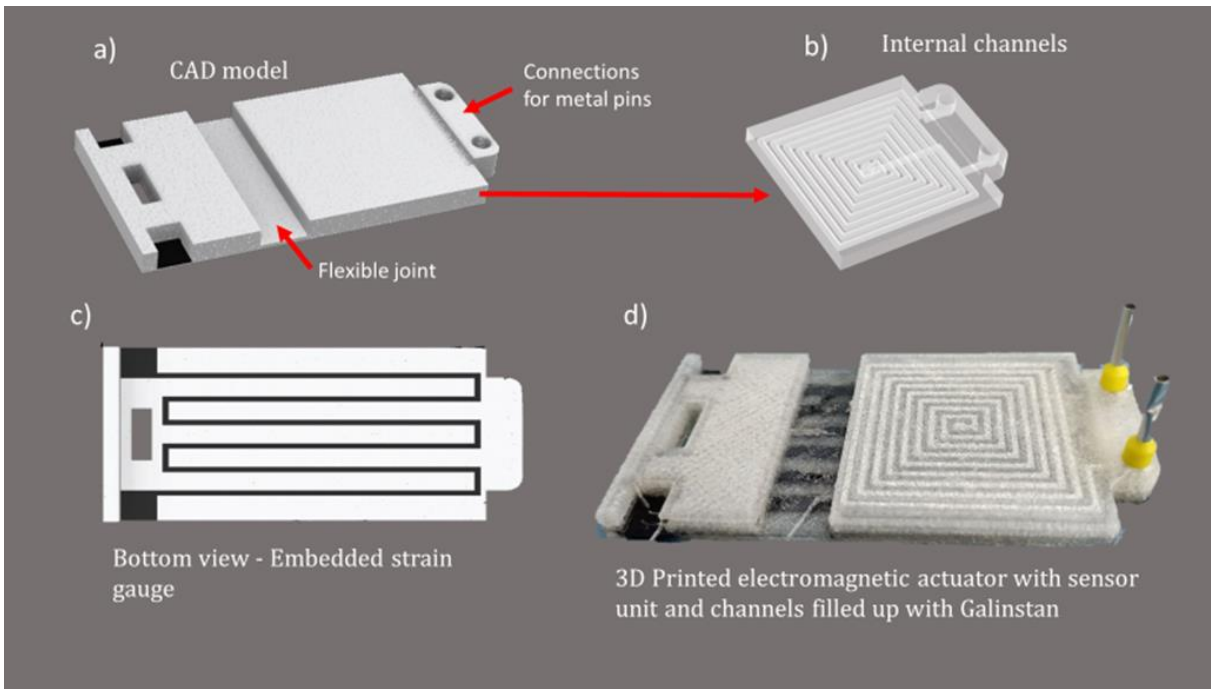 a)
CAD model
Connections
for metal pins
b)
Internal channels
Flexible joint
c)
Bottom view - Embedded strain
gauge
d)
3D Printed electromagnetic actuator with sensor
unit and channels filled up with Galinstan